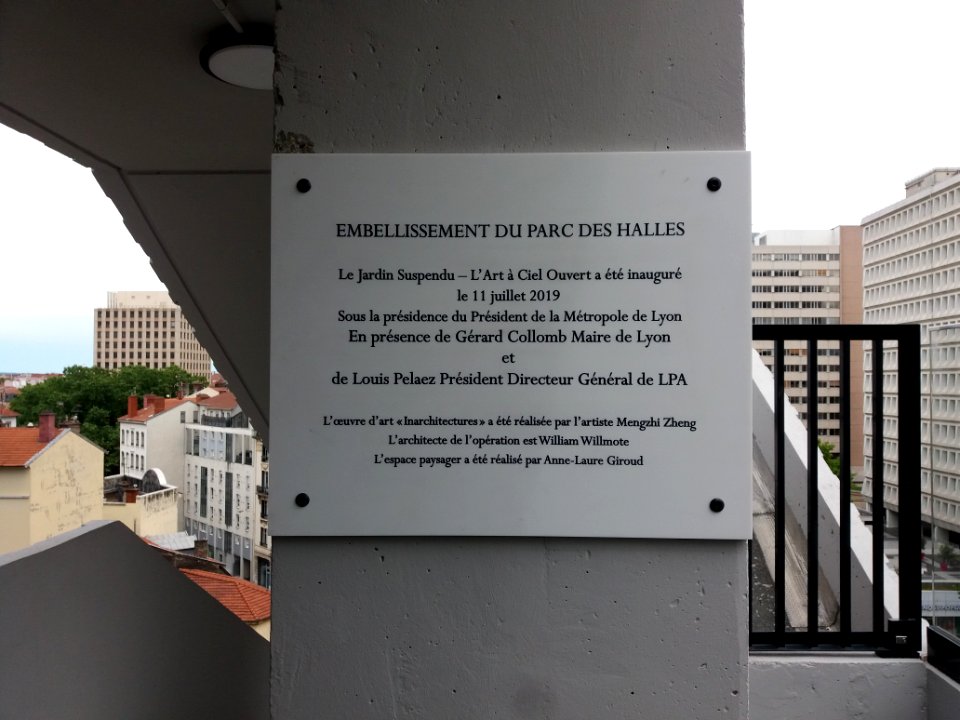 EMBELLISSEMENT DU PARC DES HALLES
Le Jardin Suspendu – L'Art à Ciel Ouvert a été inauguré
le 11 juillet 2019
Sous la présidence du Président de la Métropole de Lyon
En présence de Gérard Collomb Maire de Lyon
et
de Louis Pelaez Président Directeur Général de LPA
L'œuvre d'art « Inarchitectures » a été réalisée par l'artiste Mengzhi Zheng
L'architecte de l'opération est William Willmote
L'espace paysager a été réalisé par Anne-Laure Giroud